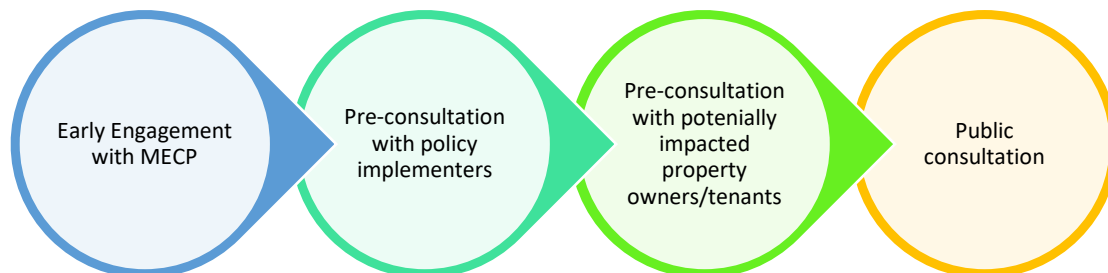 Early Engagement
with MECP
Pre-consultation
with policy
implementers
Pre-consultation
with potenially
impacted
property
owners/tenants
Public
consultation